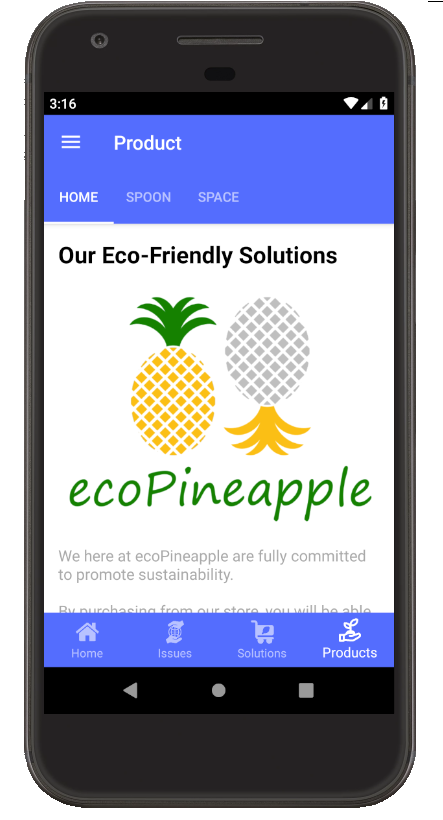 3:16
Product
HOME SPOON SPACE
Our Eco-Friendly Solutions
ecoPineapple
We here at ecoPineapple are fully committed
to promote sustainability.
By purchasing from our store, you will be able
Home Issues Solutions Products